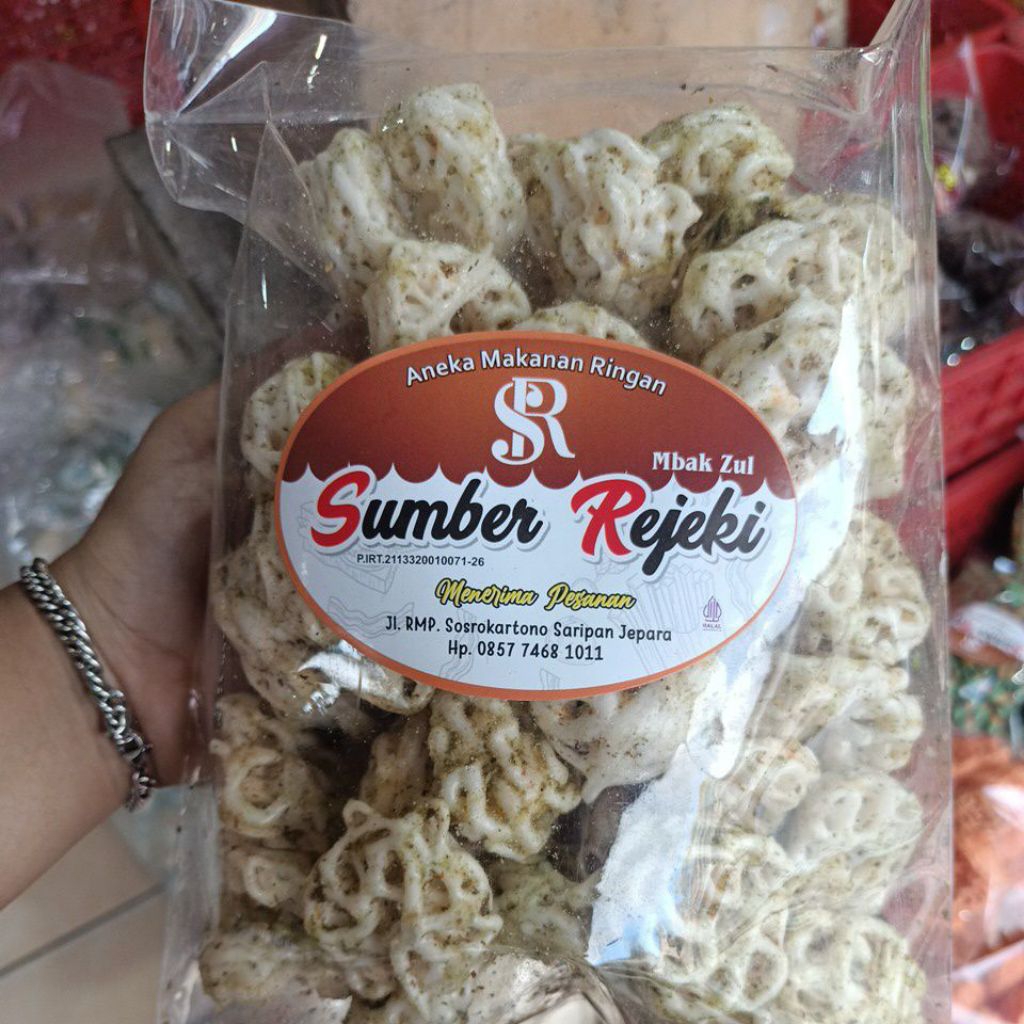 Aneka Makanan Ringan
SR
Mbak Zul
Sumber Rejeki
P.IRT.2113320010071-26
Menerima Pesanan
Jl. RMP. Sosrokartono Saripan Jepara
Hp. 0857 7468 1011
HALAL